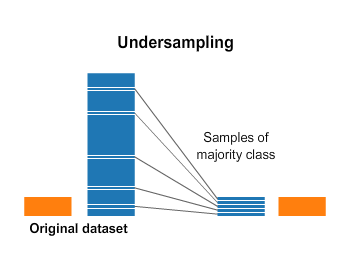 Undersampling
Samples of
majority class
Original dataset